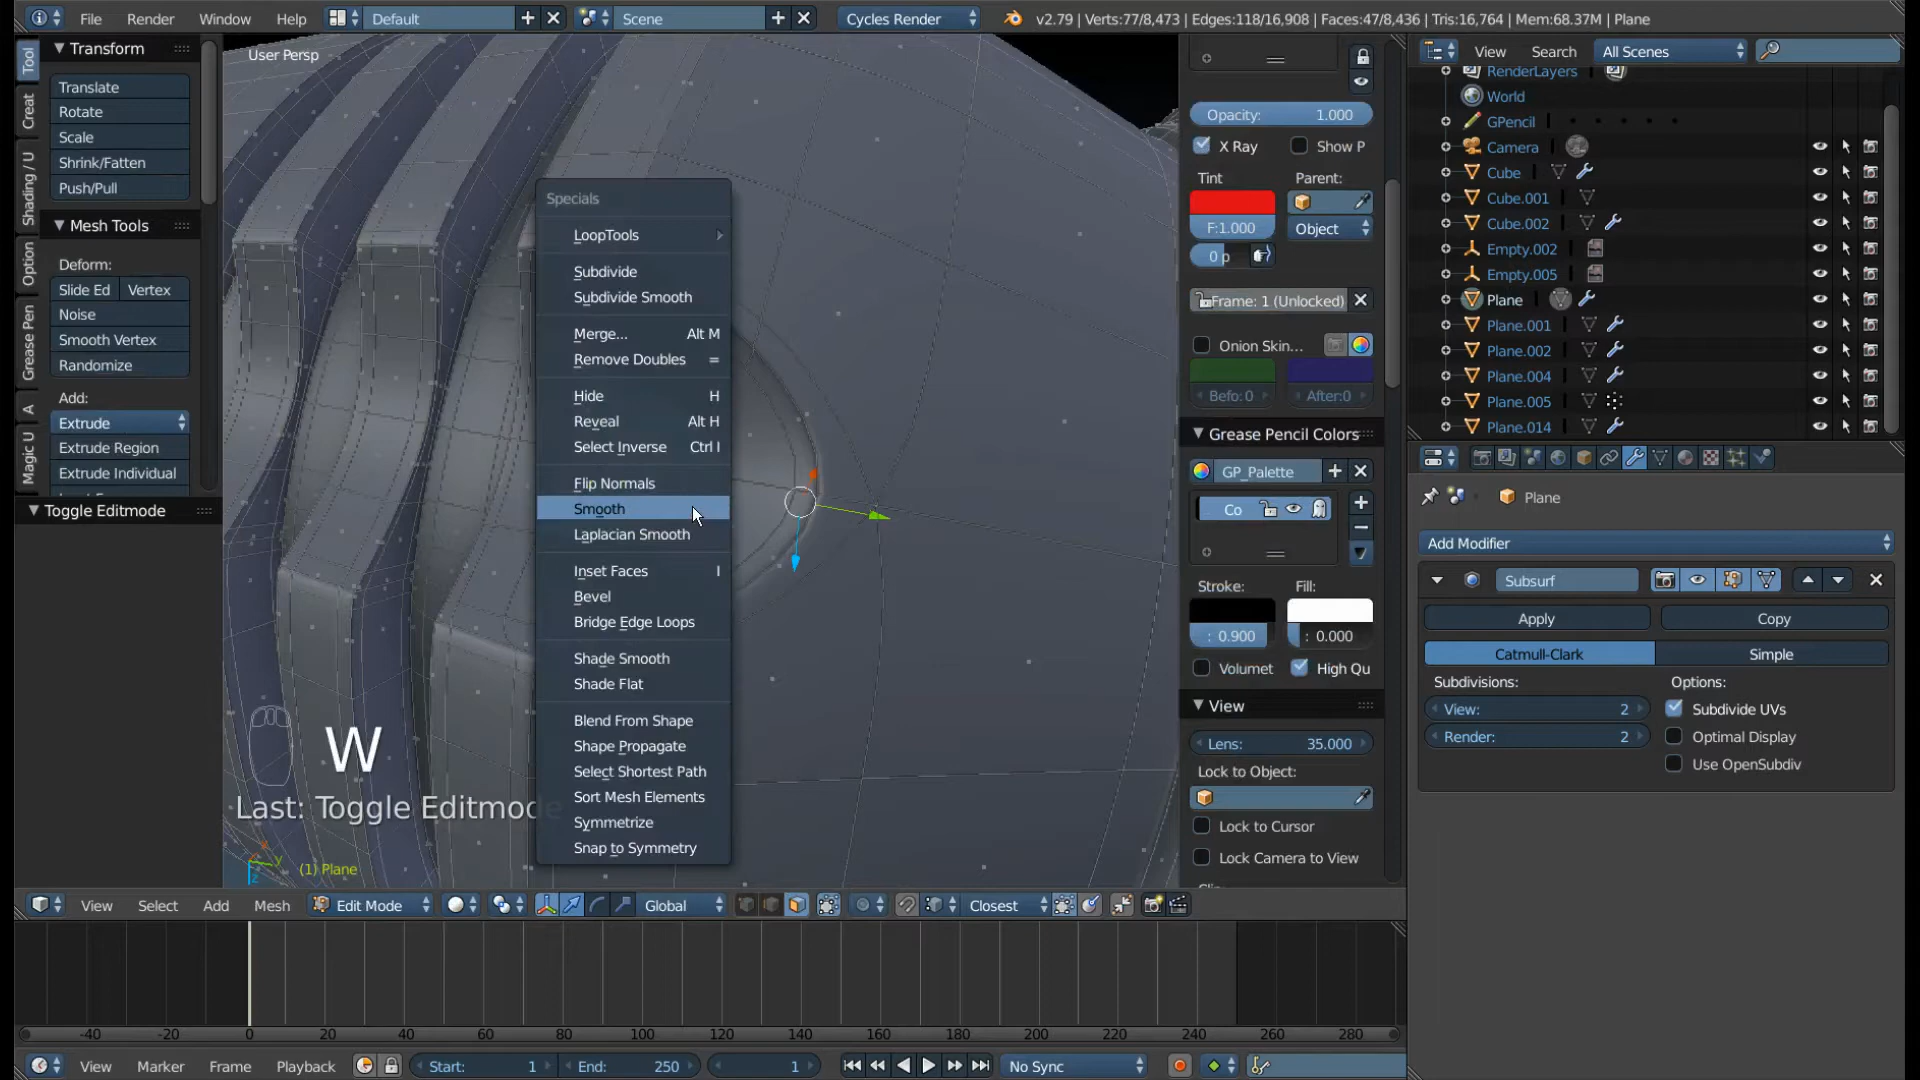 File Render Window Help Default Scene Cycles Render v2.79 | Verts:77/8,473 | Edges:118/16,908 | Faces:47/8,436 | Tris:16,764 | Mem:68.37M | Plane
Tool
Creat
Shading / U
Option
Grease Pen
A
Magic U
Transform
Translate
Rotate
Scale
Shrink/Fatten
Push/Pull
Mesh Tools
Deform:
Slide Ed Vertex
Noise
Smooth Vertex
Randomize
Add:
Extrude
Extrude Region
Extrude Individual
Toggle Editmode
User Persp
Specials
LoopTools
Subdivide
Subdivide Smooth
Merge... Alt M
Remove Doubles =
Hide H
Reveal Alt H
Select Inverse Ctrl I
Flip Normals
Smooth
Laplacian Smooth
Inset Faces I
Bevel
Bridge Edge Loops
Shade Smooth
Shade Flat
Blend From Shape
Shape Propagate
Select Shortest Path
Sort Mesh Elements
Symmetrize
Snap to Symmetry
W
Last: Toggle Editmode
(1) Plane
y
z
Opacity: 1.000
X Ray Show P
Tint Parent:
F:1.000 Object
0 p
Frame: 1 (Unlocked)
Onion Skin...
Befo:0 After:0
Grease Pencil Colors
GP_Palette
Co
Stroke: Fill:
: 0.900 : 0.000
Volumet High Qu
View
Lens: 35.000
Lock to Object:
Lock to Cursor
Lock Camera to View
View Search All Scenes
RenderLayers
World
GPencil
Camera
Cube
Cube.001
Cube.002
Empty.002
Empty.005
Plane
Plane.001
Plane.002
Plane.004
Plane.005
Plane.014
Plane
Add Modifier
Subsurf
Apply Copy
Catmull-Clark Simple
Subdivisions: Options:
View: 2 Subdivide UVs
Render: 2 Optimal Display
Use OpenSubdiv
View Select Add Mesh Edit Mode Global Closest
-40 -20 0 20 40 60 80 100 120 140 160 180 200 220 240 260 280
View Marker Frame Playback Start: 1 End: 250 1 No Sync